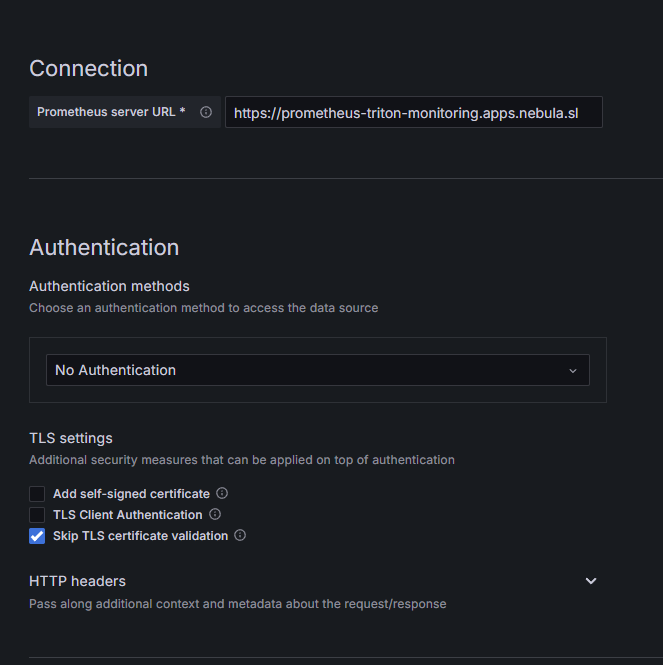 Connection
Prometheus server URL * https://prometheus-triton-monitoring.apps.nebula.sl
Authentication
Authentication methods
Choose an authentication method to access the data source
No Authentication
TLS settings
Additional security measures that can be applied on top of authentication
Add self-signed certificate
TLS Client Authentication
Skip TLS certificate validation
HTTP headers
Pass along additional context and metadata about the request/response